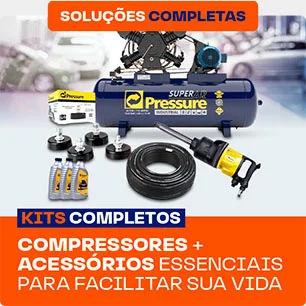 SOLUÇÕES COMPLETAS
SUPER AR
Pressure
INDUSTRIAL
Pressure
KITS COMPLETOS
COMPRESSORES +
ACESSÓRIOS ESSENCIAIS
PARA FACILITAR SUA VIDA